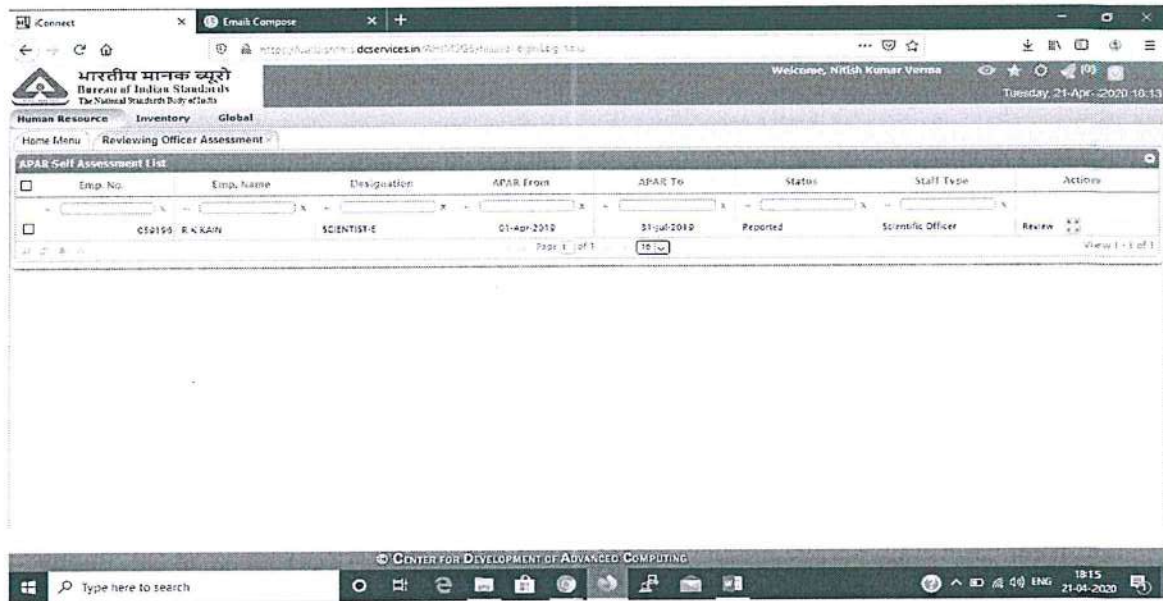 iConnect × Email: Compose × +
dcservices.in
भारतीय मानक ब्यूरो
Bureau of Indian Standards
The National Standards Body of India
Welcome, Nitish Kumar Verma (0)
Tuesday, 21-Apr-2020 18:13
Human Resource Inventory Global
Home Menu Reviewing Officer Assessment ×
APAR Self Assessment List
Emp. No. Emp. Name Designation APAR From APAR To Status Staff Type Actions
R K KAIN SCIENTIST-E 01-Apr-2019 31-Jul-2019 Reported Scientific Officer Review
Page 1 of 1 10 View 1 - 1 of 1
© CENTER FOR DEVELOPMENT OF ADVANCED COMPUTING
Type here to search ENG 18:15
21-04-2020